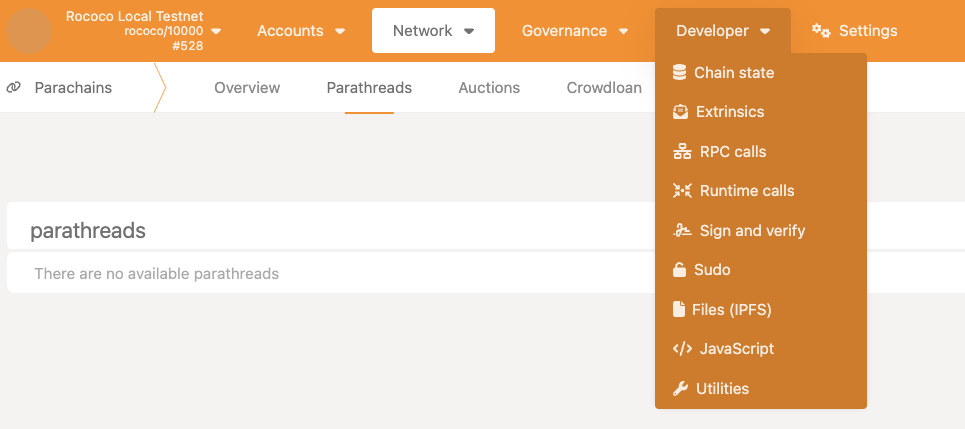 Rococo Local Testnet
rococo/10000
#528
Accounts
Network
Governance
Developer
Settings
Parachains
Overview
Parathreads
Auctions
Crowdloan
Chain state
Extrinsics
RPC calls
Runtime calls
Sign and verify
Sudo
Files (IPFS)
JavaScript
Utilities
parathreads
There are no available parathreads